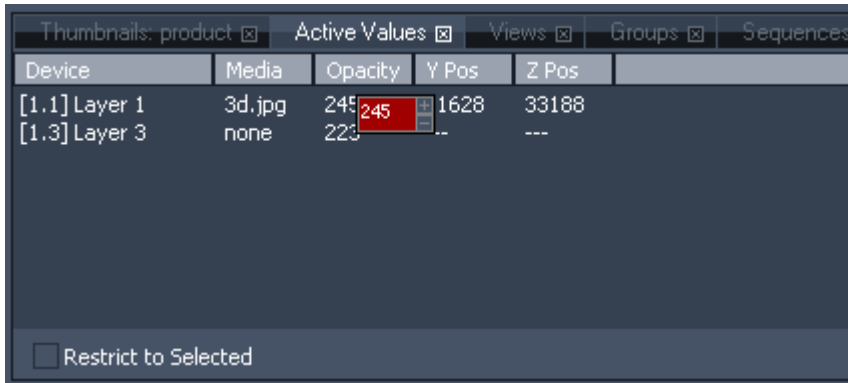 Thumbnails: product Active Values Views Groups Sequences
Device Media Opacity Y Pos Z Pos
[1.1] Layer 1 3d.jpg 245 245 1628 33188
[1.3] Layer 3 none 223 --- ---
Restrict to Selected